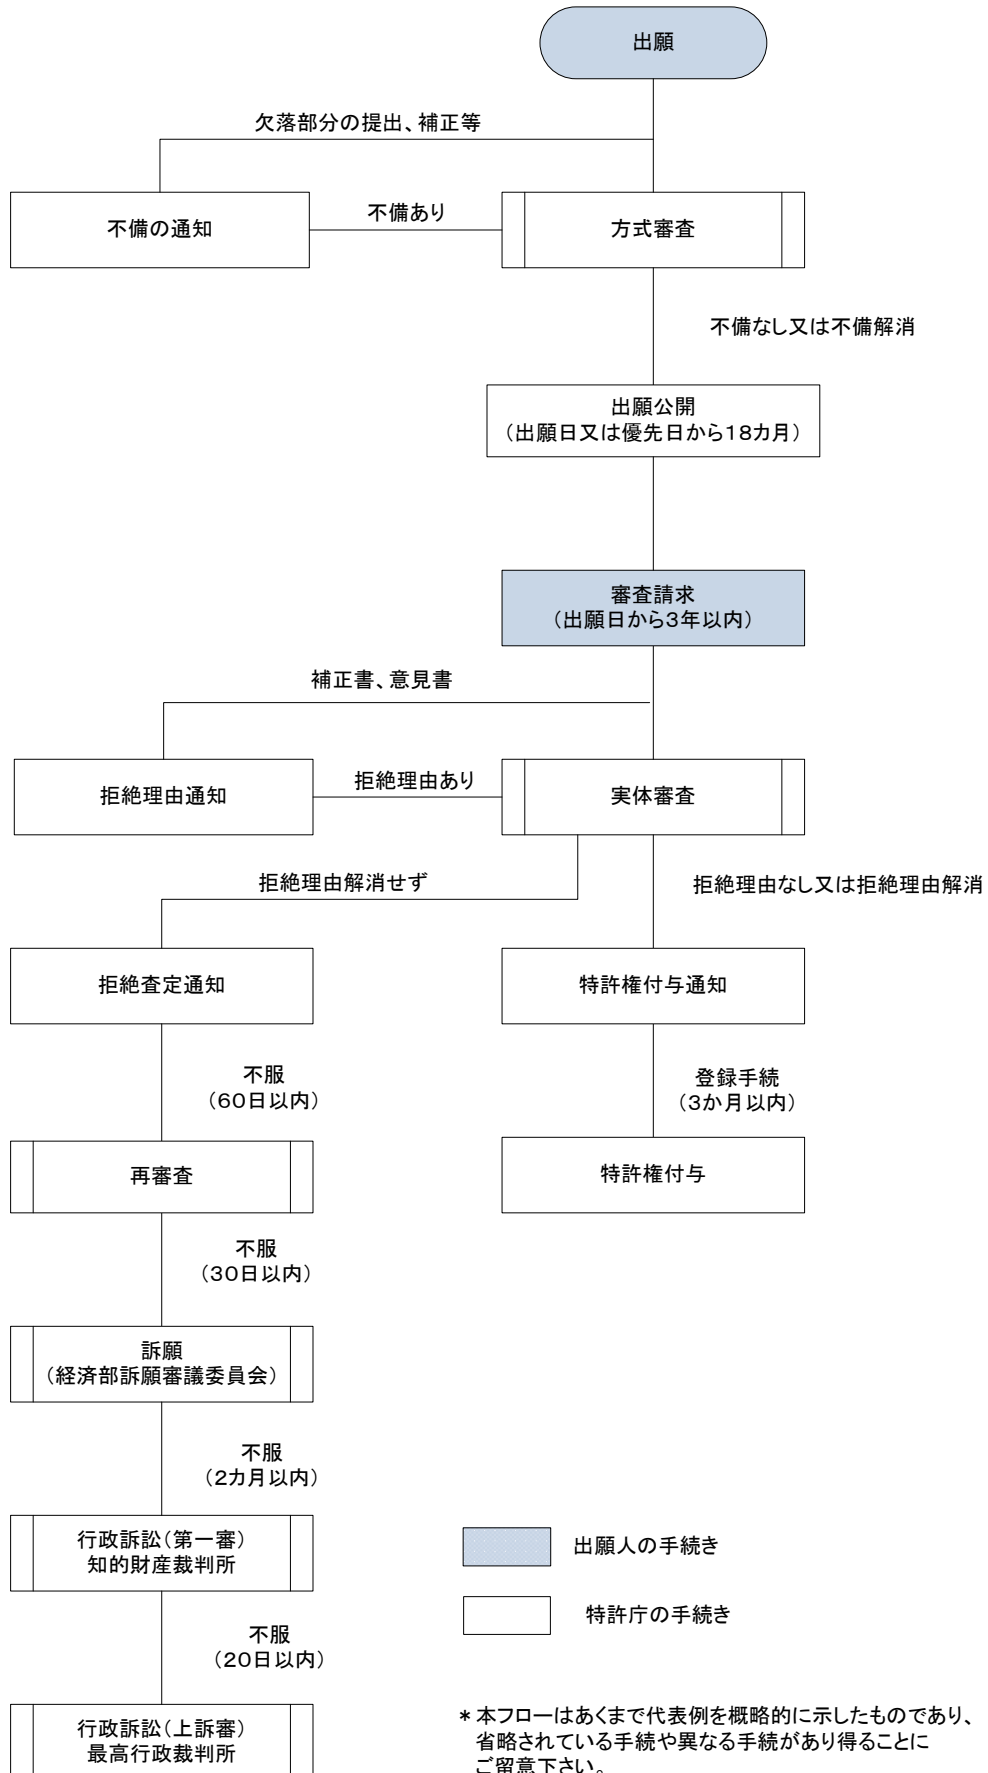 出願
欠落部分の提出、補正等
不備の通知
不備あり
方式審査
不備なし又は不備解消
出願公開
（出願日又は優先日から18カ月）
審査請求
（出願日から3年以内）
補正書、意見書
拒絶理由通知
拒絶理由あり
実体審査
拒絶理由解消せず
拒絶理由なし又は拒絶理由解消
拒絶査定通知
特許権付与通知
不服
（60日以内）
登録手続
（3か月以内）
再審査
特許権付与
不服
（30日以内）
訴願
（経済部訴願審議委員会）
不服
（2カ月以内）
行政訴訟（第一審）
知的財産裁判所
出願人の手続き
特許庁の手続き
不服
（20日以内）
行政訴訟（上訴審）
最高行政裁判所
＊本フローはあくまで代表例を概略的に示したものであり、
省略されている手続や異なる手続があり得ることに
ご留意下さい。